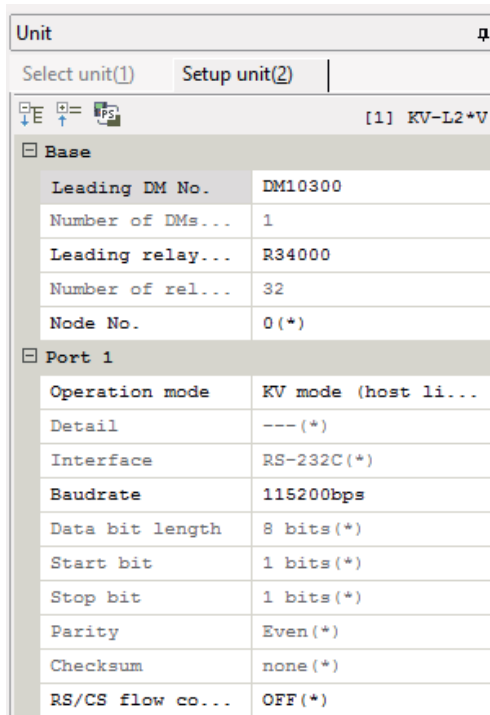 Unit
Select unit(1) Setup unit(2)
[1] KV-L2*V
Base
Leading DM No. DM10300
Number of DMs... 1
Leading relay... R34000
Number of rel... 32
Node No. 0(*)
Port 1
Operation mode KV mode (host li...
Detail ---(*)
Interface RS-232C(*)
Baudrate 115200bps
Data bit length 8 bits(*)
Start bit 1 bits(*)
Stop bit 1 bits(*)
Parity Even(*)
Checksum none(*)
RS/CS flow co... OFF(*)